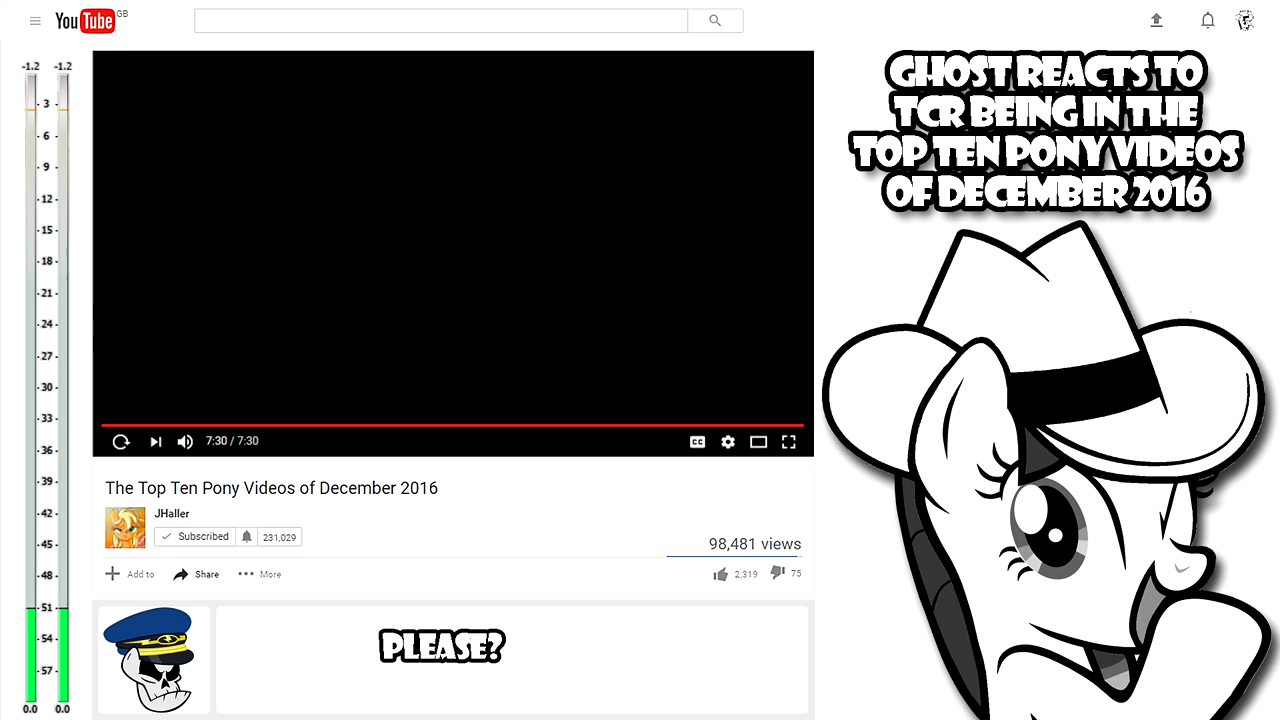 YouTube GB
GHOST REACTS TO
TCR BEING IN THE
TOP TEN PONY VIDEOS
OF DECEMBER 2016
-1.2 -1.2
- 3 -
- 6 -
- 9 -
- 12 -
- 15 -
- 18 -
- 21 -
- 24 -
- 27 -
- 30 -
- 33 -
- 36 -
- 39 -
- 42 -
- 45 -
- 48 -
- 51 -
- 54 -
- 57 -
0.0 0.0
7:30 / 7:30
CC
The Top Ten Pony Videos of December 2016
JHaller
Subscribed 231,029
98,481 views
Add to Share More 2,319 75
PLEASE?